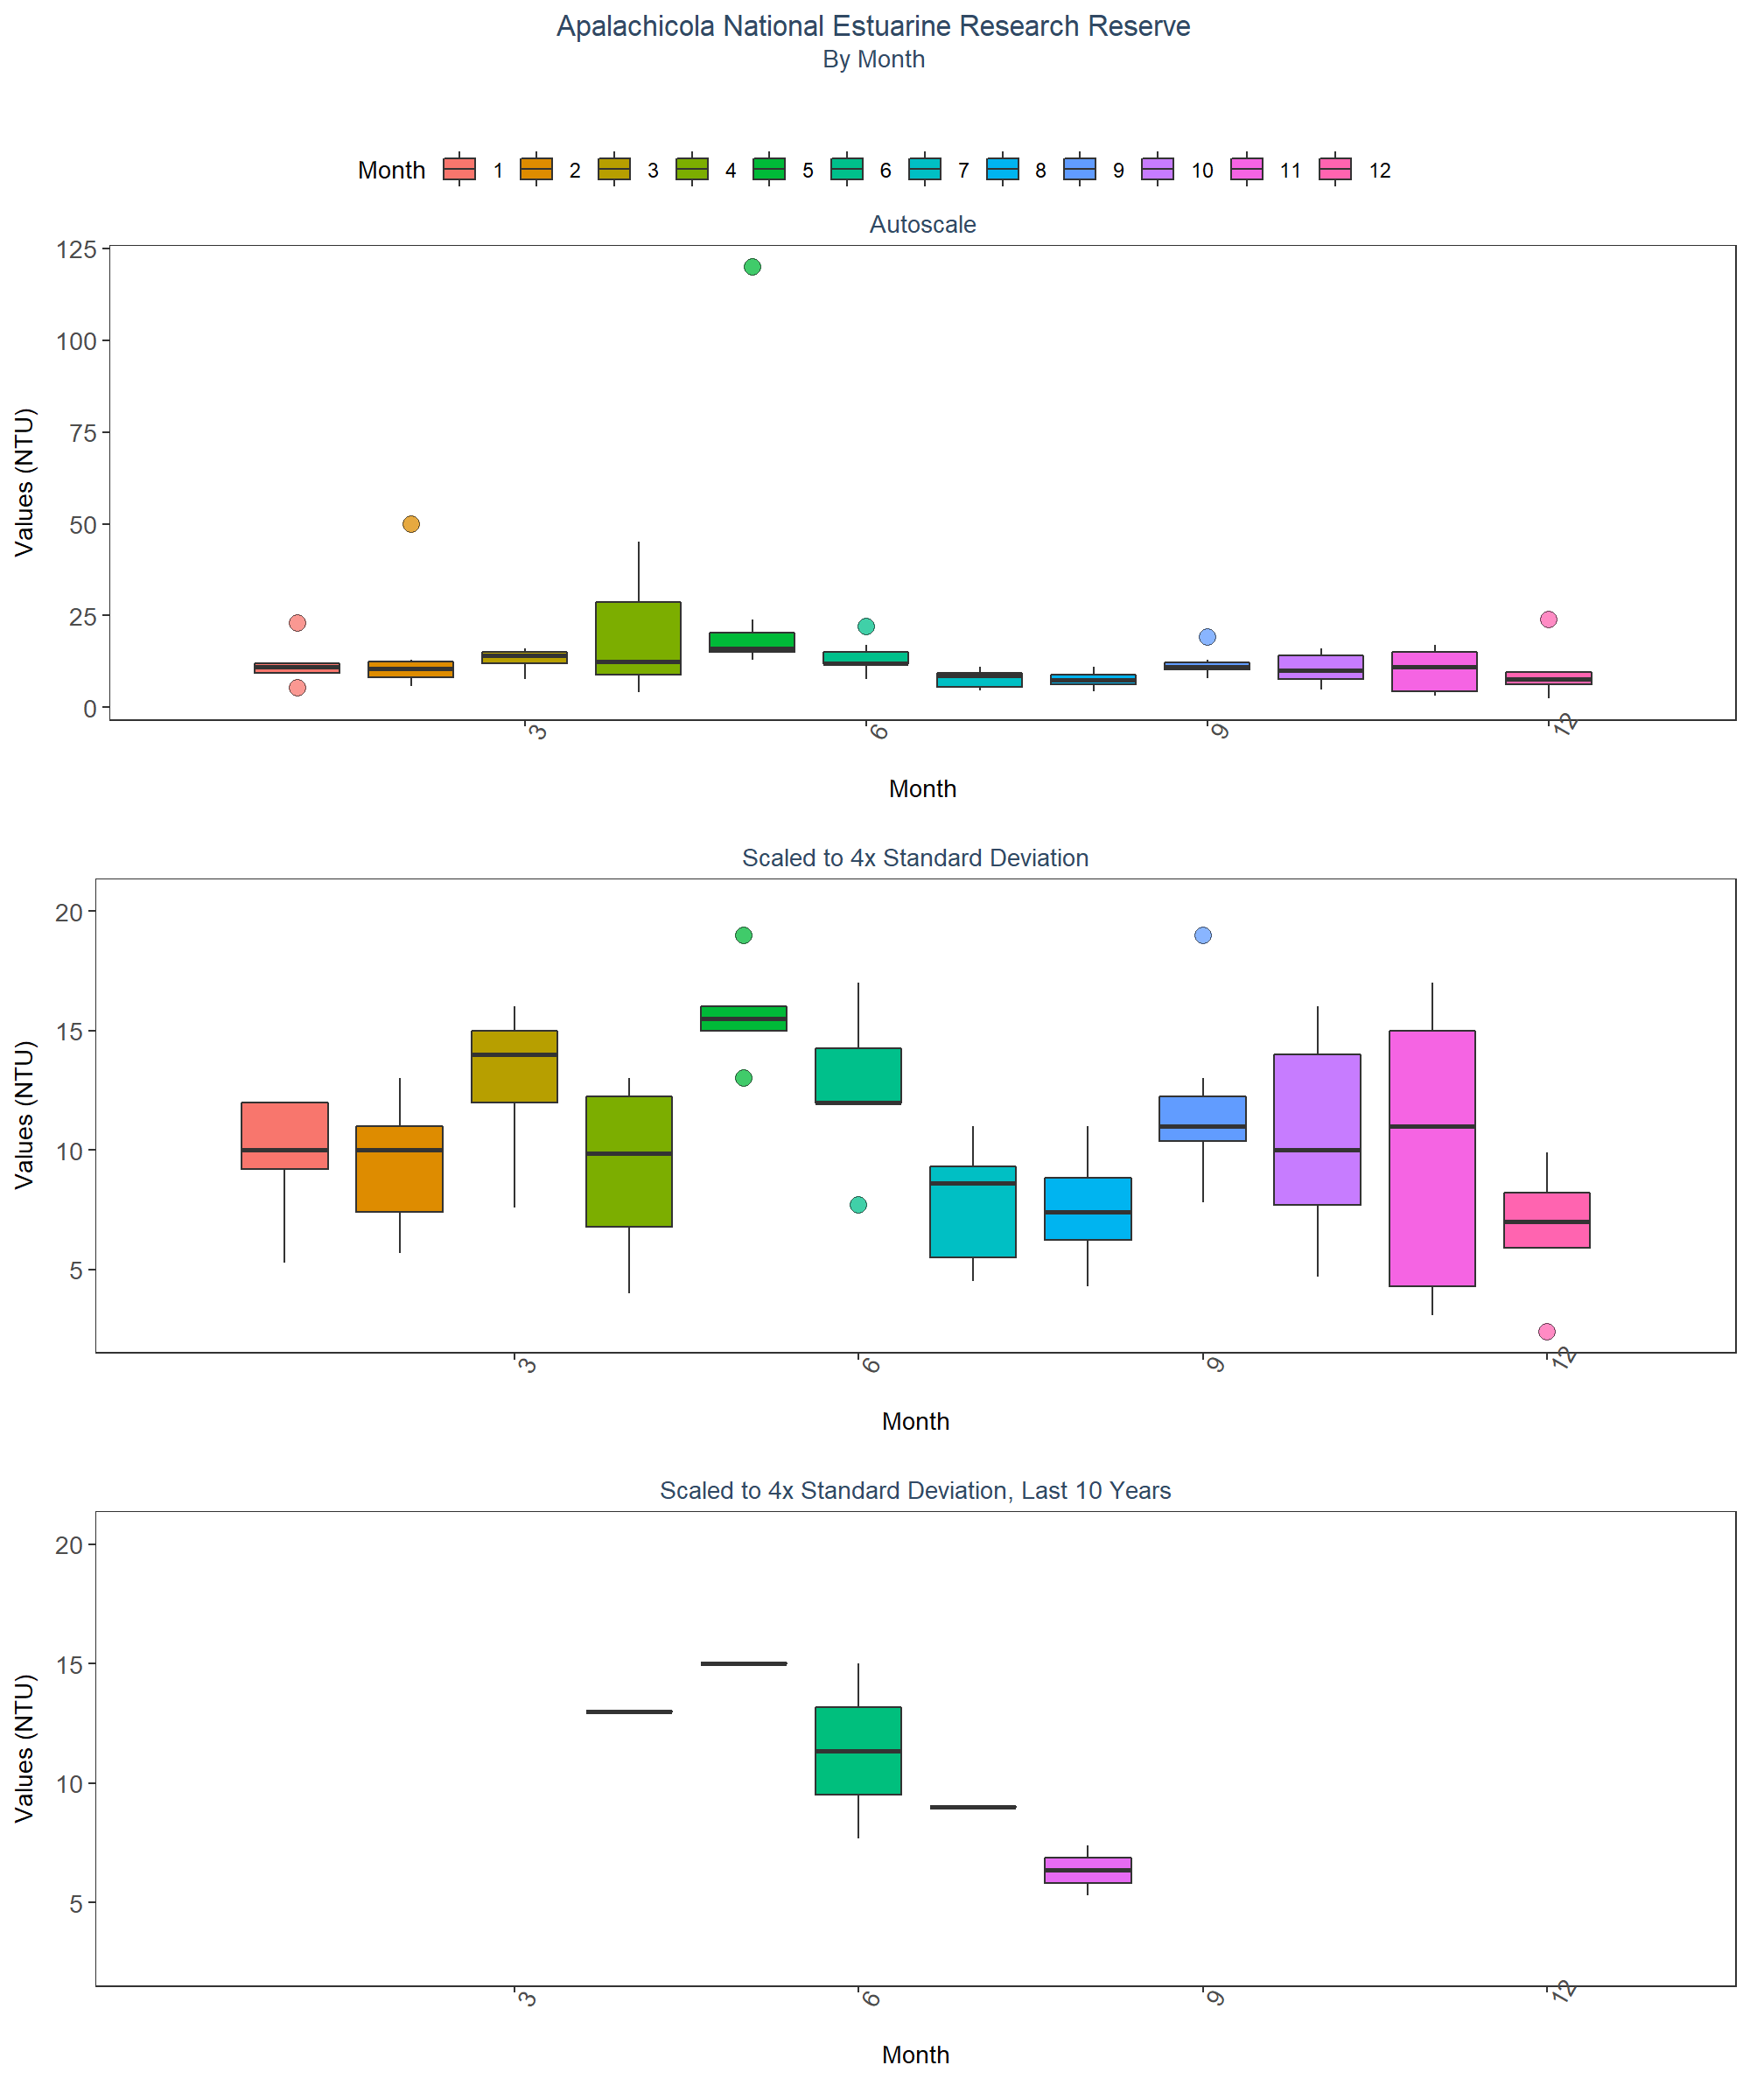 Apalachicola National Estuarine Research Reserve
By Month
Month 1 2 3 4 5 6 7 8 9 10 11 12
Autoscale
125
100
75
50
25
0
Values (NTU)
3 6 9 12
Month
Scaled to 4x Standard Deviation
20
15
10
5
Values (NTU)
3 6 9 12
Month
Scaled to 4x Standard Deviation, Last 10 Years
20
15
10
5
Values (NTU)
3 6 9 12
Month